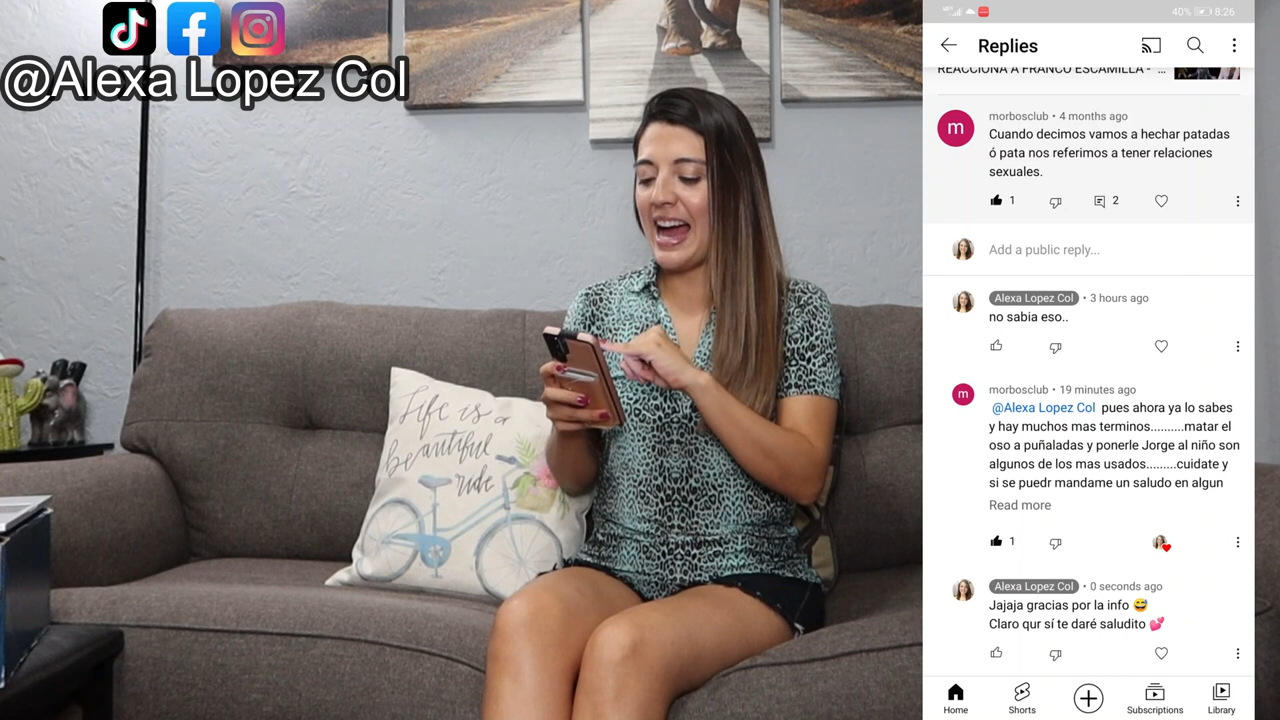 @Alexa Lopez Col
Life is a
beautiful
ride
40% 8:26
Replies
REACCIONA A FRANCO ESCAMILLA - ...
m
morbosclub • 4 months ago
Cuando decimos vamos a hechar patadas
ó pata nos referimos a tener relaciones
sexuales.
1
2
Add a public reply...
Alexa Lopez Col • 3 hours ago
no sabia eso..
m
morbosclub • 19 minutes ago
@Alexa Lopez Col pues ahora ya lo sabes
y hay muchos mas terminos..........matar el
oso a puñaladas y ponerle Jorge al niño son
algunos de los mas usados.........cuidate y
si se puedr mandame un saludo en algun
Read more
1
Alexa Lopez Col • 0 seconds ago
Jajaja gracias por la info 😅
Claro qur sí te daré saludito 💕
Home
Shorts
Subscriptions
Library